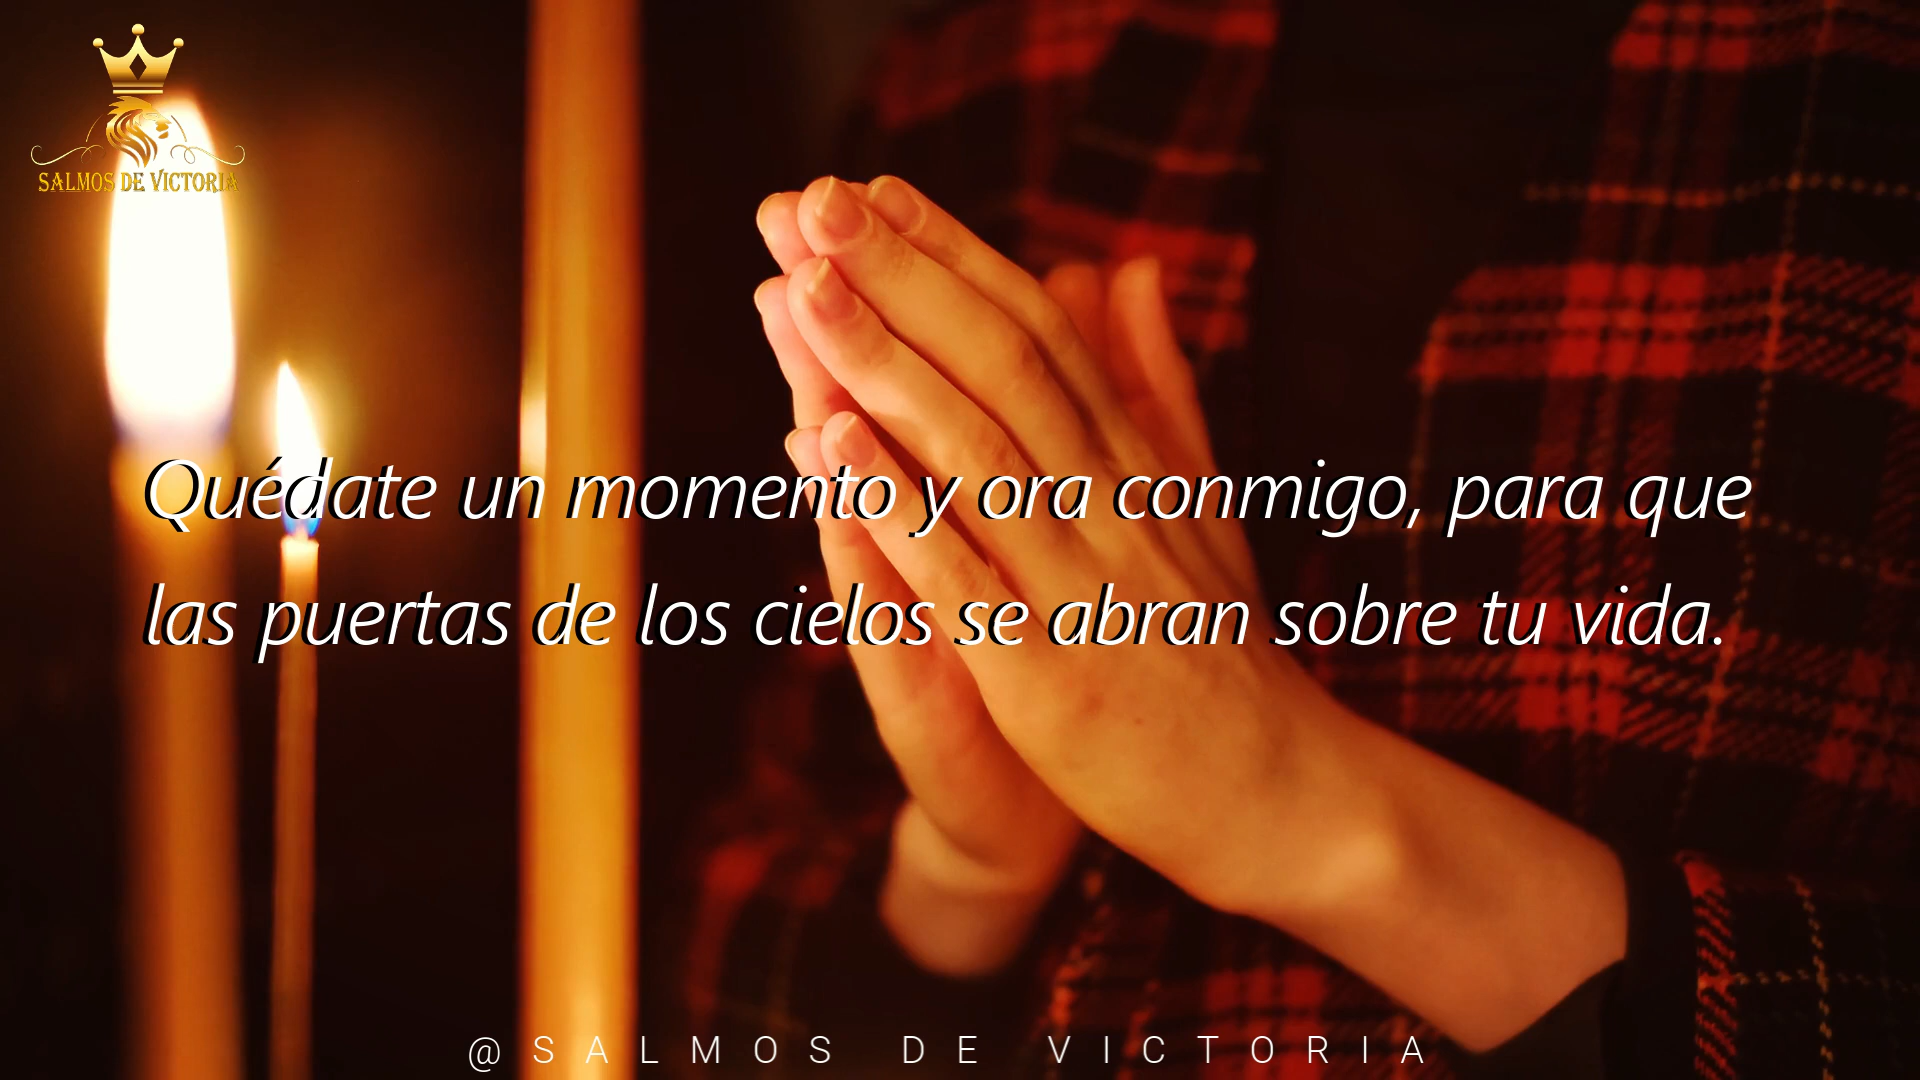 SALMOS DE VICTORIA
Quédate un momento y ora conmigo, para que
las puertas de los cielos se abran sobre tu vida.
@SALMOS DE VICTORIA